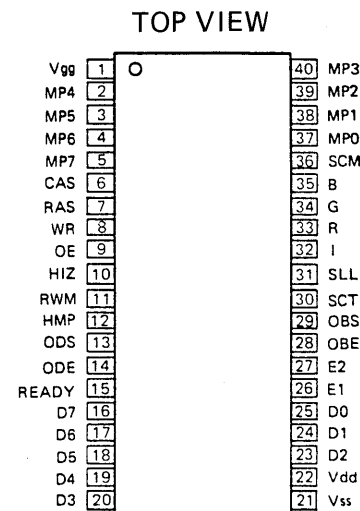 TOP VIEW
Vgg 1 40 MP3
MP4 2 39 MP2
MP5 3 38 MP1
MP6 4 37 MP0
MP7 5 36 SCM
CAS 6 35 B
RAS 7 34 G
WR 8 33 R
OE 9 32 I
HIZ 10 31 SLL
RWM 11 30 SCT
HMP 12 29 OBS
ODS 13 28 OBE
ODE 14 27 E2
READY 15 26 E1
D7 16 25 D0
D6 17 24 D1
D5 18 23 D2
D4 19 22 Vdd
D3 20 21 Vss